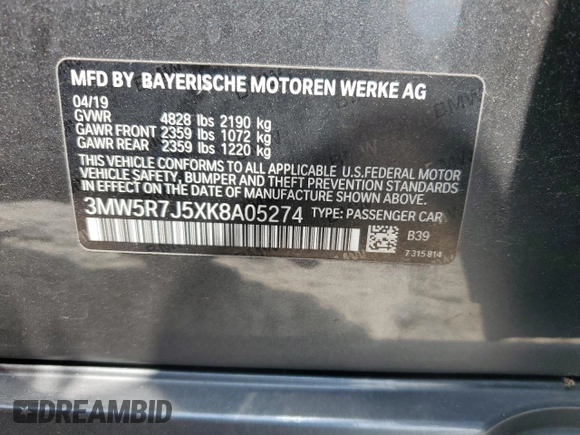 MFD BY BAYERISCHE MOTOREN WERKE AG
04/19
GVWR 4828 lbs 2190 kg
GAWR FRONT 2359 lbs 1072 kg
GAWR REAR 2359 lbs 1220 kg
THIS VEHICLE CONFORMS TO ALL APPLICABLE U.S.FEDERAL MOTOR
VEHICLE SAFETY, BUMPER AND THEFT PREVENTION STANDARDS
IN EFFECT ON THE DATE OF MANUFACTURE SHOWN ABOVE.
3MW5R7J5XK8A05274 TYPE: PASSENGER CAR
B39
7315814
DREAMBID